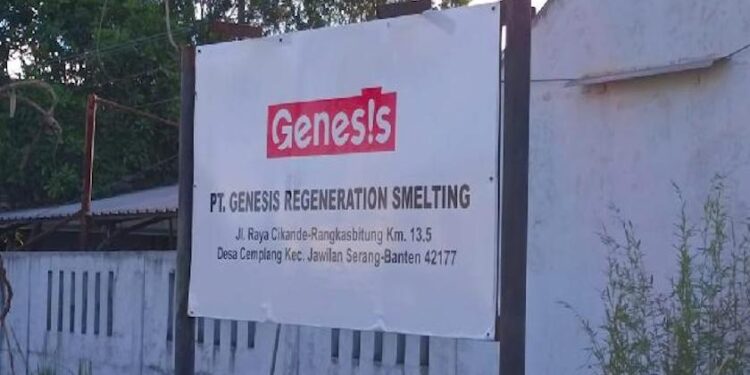 Genes!s
PT. GENESIS REGENERATION SMELTING
Jl. Raya Cikande-Rangkasbitung Km. 13.5
Desa Cemplang Kec. Jawilan Serang-Banten 42177